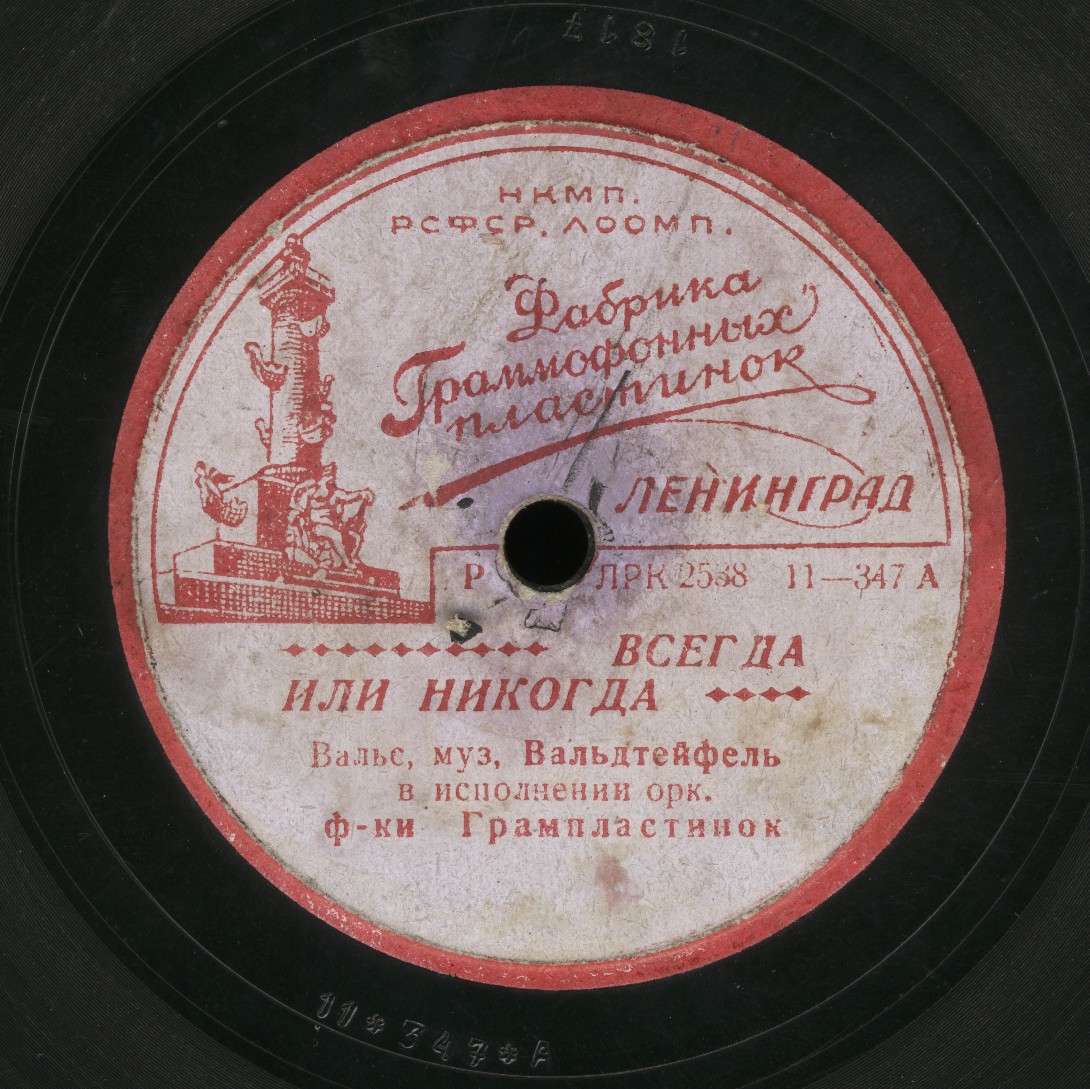 1817
НКМП.
РСФСР. ЛООМП.
Фабрика
Граммофонных
пластинок
ЛЕНИНГРАД
Р ЛРК 11—347 А
ВСЕГДА
ИЛИ НИКОГДА
Вальс, муз, Вальдтейфель
в исполнении орк.
ф-ки Грампластинок
11*347*А